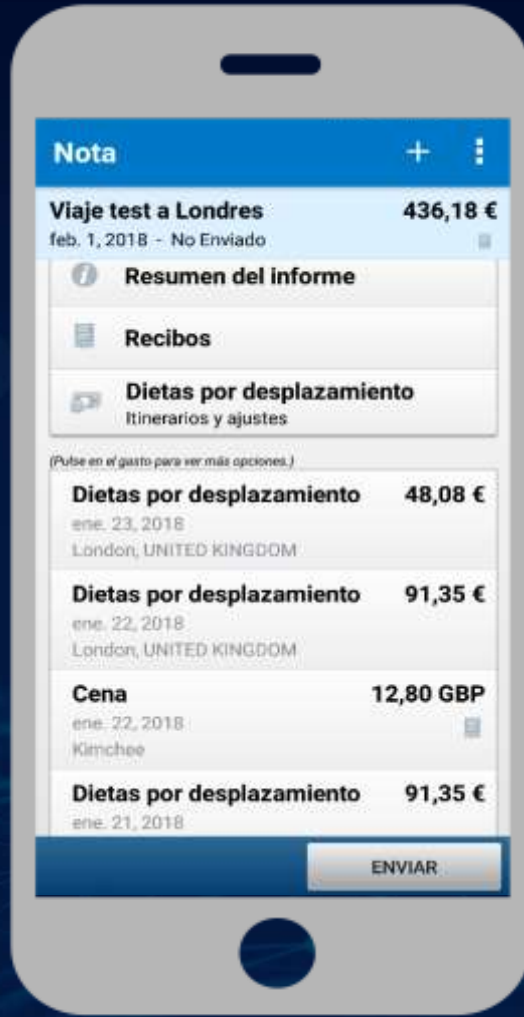 Nota
Viaje test a Londres 436,18 €
feb. 1, 2018 - No Enviado
Resumen del informe
Recibos
Dietas por desplazamiento
Itinerarios y ajustes
(Pulse en el gasto para ver más opciones.)
Dietas por desplazamiento 48,08 €
ene. 23, 2018
London, UNITED KINGDOM
Dietas por desplazamiento 91,35 €
ene. 22, 2018
London, UNITED KINGDOM
Cena 12,80 GBP
ene. 22, 2018
Kimchee
Dietas por desplazamiento 91,35 €
ene. 21, 2018
ENVIAR